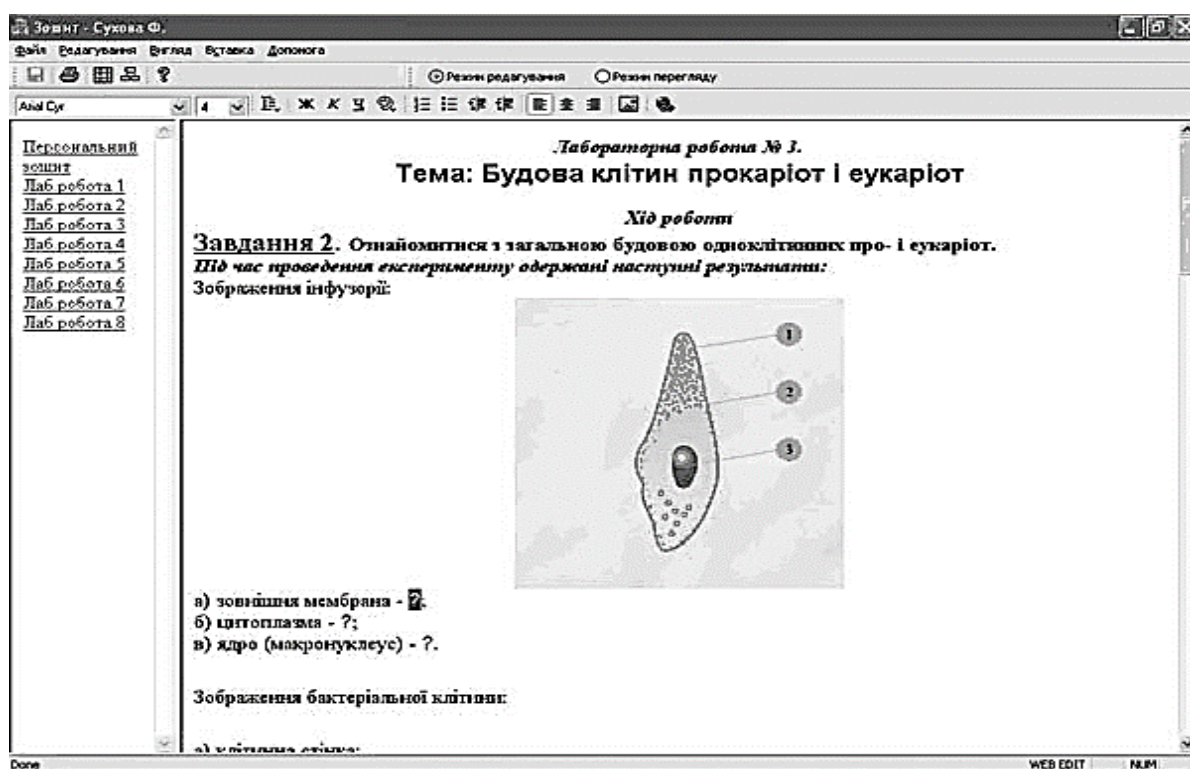 Зошит - Сухова Ф.
Файл Редагування Вигляд Вставка Допомога
Режим редагування Режим перегляду
Arial Cyr 4 Ж К Ч
Персональний
зошит
Лаб робота 1
Лаб робота 2
Лаб робота 3
Лаб робота 4
Лаб робота 5
Лаб робота 6
Лаб робота 7
Лаб робота 8
Лабораторна робота № 3.
Тема: Будова клітин прокаріот і еукаріот
Хід роботи
Завдання 2. Ознайомитися з загальною будовою одноклітинних про- і еукаріот.
Під час проведення експерименту одержані наступні результати:
Зображення інфузорії:
1
2
3
а) зовнішня мембрана - ?;
б) цитоплазма - ?;
в) ядро (макронуклеус) - ?.
Зображення бактеріальної клітини:
а) клітинна стінка;
Done WEB EDIT NUM